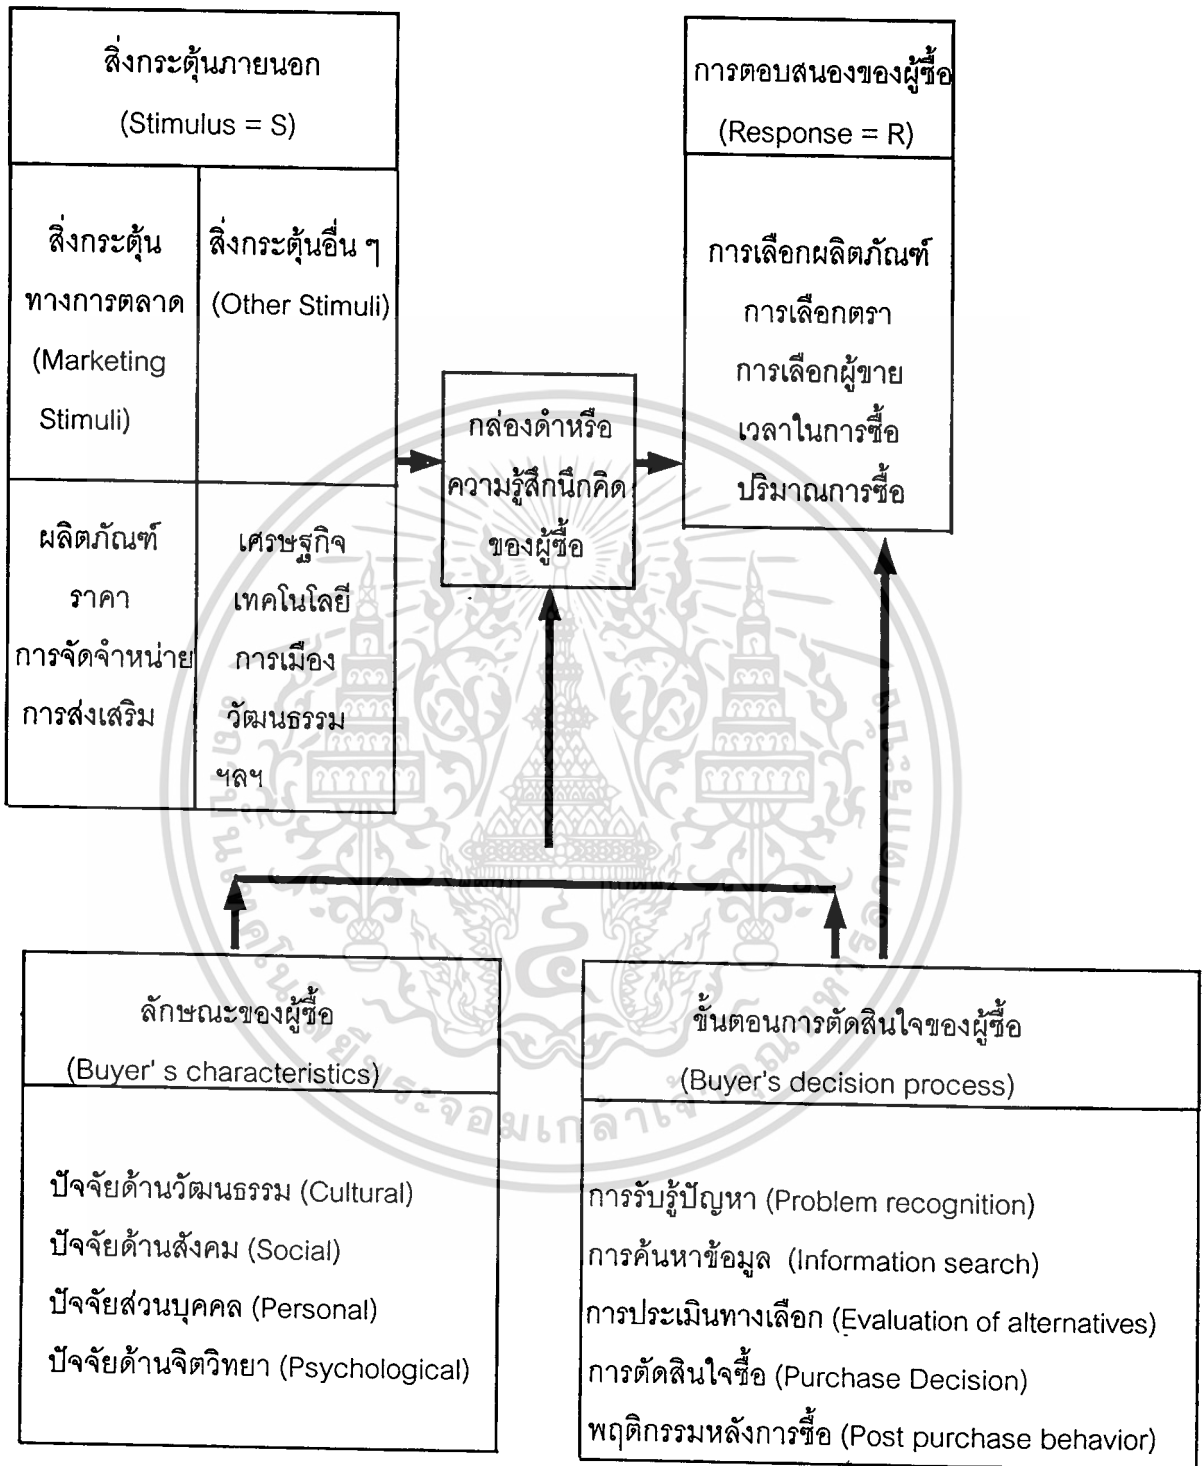 สิ่งกระตุ้นภายนอก
(Stimulus = S)
สิ่งกระตุ้น
ทางการตลาด
(Marketing
Stimuli)
สิ่งกระตุ้นอื่น ๆ
(Other Stimuli)
ผลิตภัณฑ์
ราคา
การจัดจำหน่าย
การส่งเสริม
เศรษฐกิจ
เทคโนโลยี
การเมือง
วัฒนธรรม
ฯลฯ
กล่องดำหรือ
ความรู้สึกนึกคิด
ของผู้ซื้อ
การตอบสนองของผู้ซื้อ
(Response = R)
การเลือกผลิตภัณฑ์
การเลือกตรา
การเลือกผู้ขาย
เวลาในการซื้อ
ปริมาณการซื้อ
ลักษณะของผู้ซื้อ
(Buyer' s characteristics)
ปัจจัยด้านวัฒนธรรม (Cultural)
ปัจจัยด้านสังคม (Social)
ปัจจัยส่วนบุคคล (Personal)
ปัจจัยด้านจิตวิทยา (Psychological)
ขั้นตอนการตัดสินใจของผู้ซื้อ
(Buyer's decision process)
การรับรู้ปัญหา (Problem recognition)
การค้นหาข้อมูล (Information search)
การประเมินทางเลือก (Evaluation of alternatives)
การตัดสินใจซื้อ (Purchase Decision)
พฤติกรรมหลังการซื้อ (Post purchase behavior)